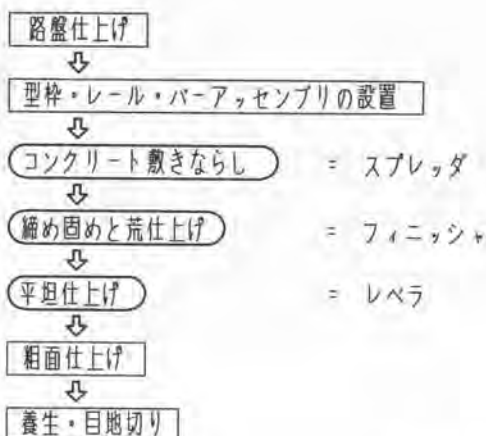 路盤仕上げ
型枠・レール・バーアッセンブリの設置
コンクリート敷きならし = スプレッダ
締め固めと荒仕上げ = フィニッシャ
平坦仕上げ = レベラ
粗面仕上げ
養生・目地切り